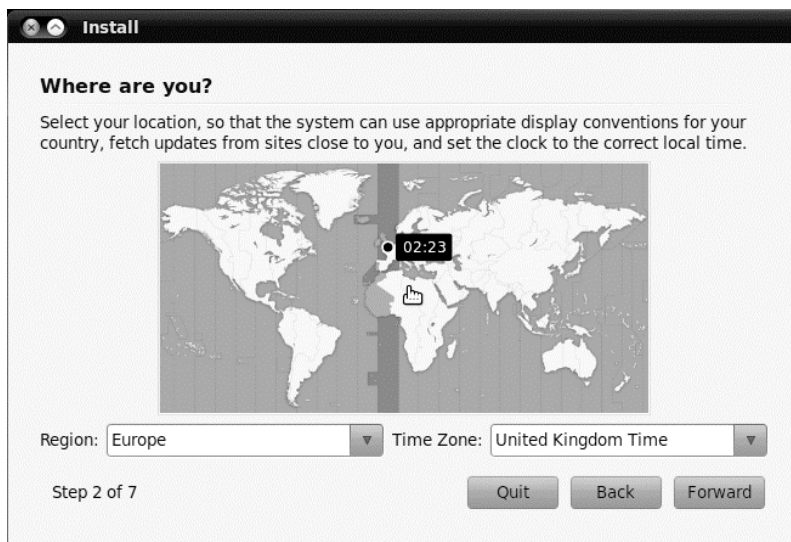 Install
Where are you?
Select your location, so that the system can use appropriate display conventions for your
country, fetch updates from sites close to you, and set the clock to the correct local time.
02:23
Region: Europe Time Zone: United Kingdom Time
Step 2 of 7 Quit Back Forward